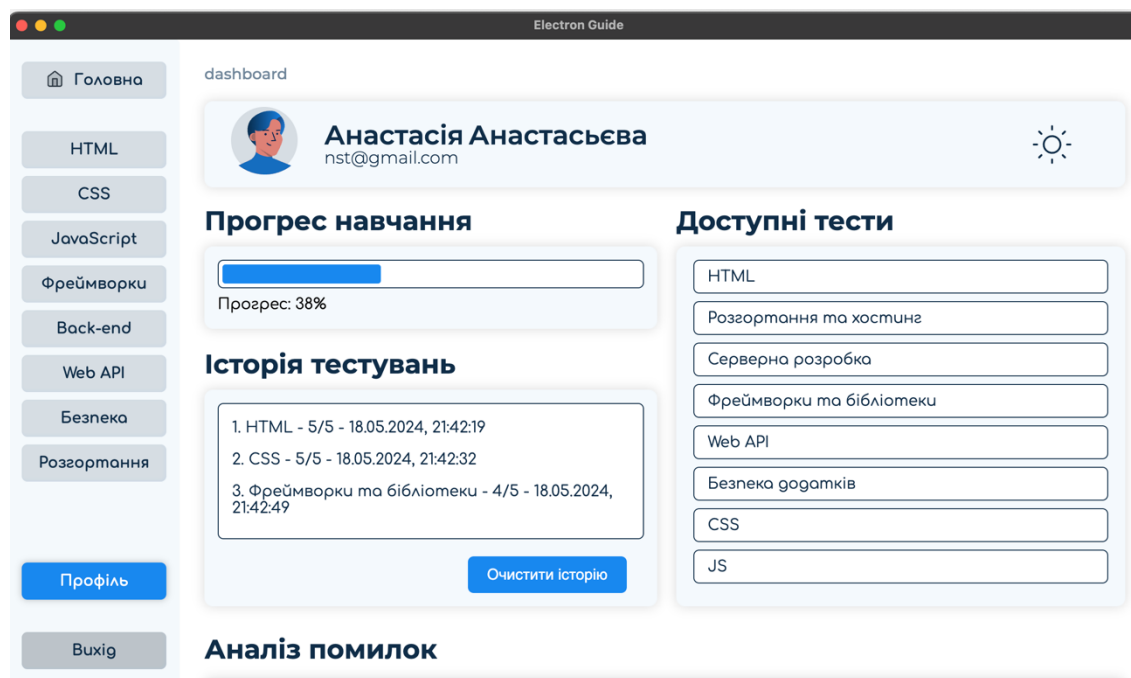 Electron Guide
Головна
HTML
CSS
JavaScript
Фреймворки
Back-end
Web API
Безпека
Розгортання
Профіль
Вихід
dashboard
Анастасія Анастасьєва
nst@gmail.com
Прогрес навчання
Прогрес: 38%
Історія тестувань
1. HTML - 5/5 - 18.05.2024, 21:42:19
2. CSS - 5/5 - 18.05.2024, 21:42:32
3. Фреймворки та бібліотеки - 4/5 - 18.05.2024,
21:42:49
Очистити історію
Доступні тести
HTML
Розгортання та хостинг
Серверна розробка
Фреймворки та бібліотеки
Web API
Безпека додатків
CSS
JS
Аналіз помилок